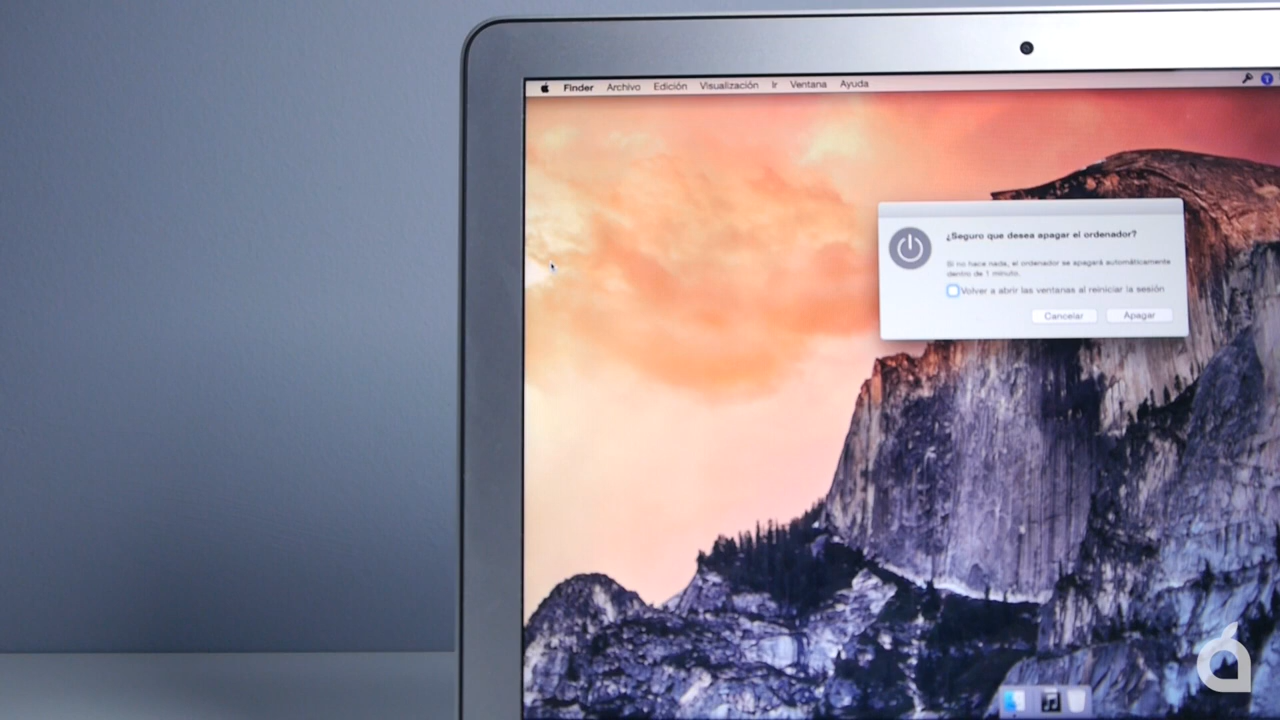 Finder Archivo Edición Visualización Ir Ventana Ayuda
¿Seguro que desea apagar el ordenador?
Si no hace nada, el ordenador se apagará automáticamente
dentro de 1 minuto.
Volver a abrir las ventanas al reiniciar la sesión
Cancelar Apagar